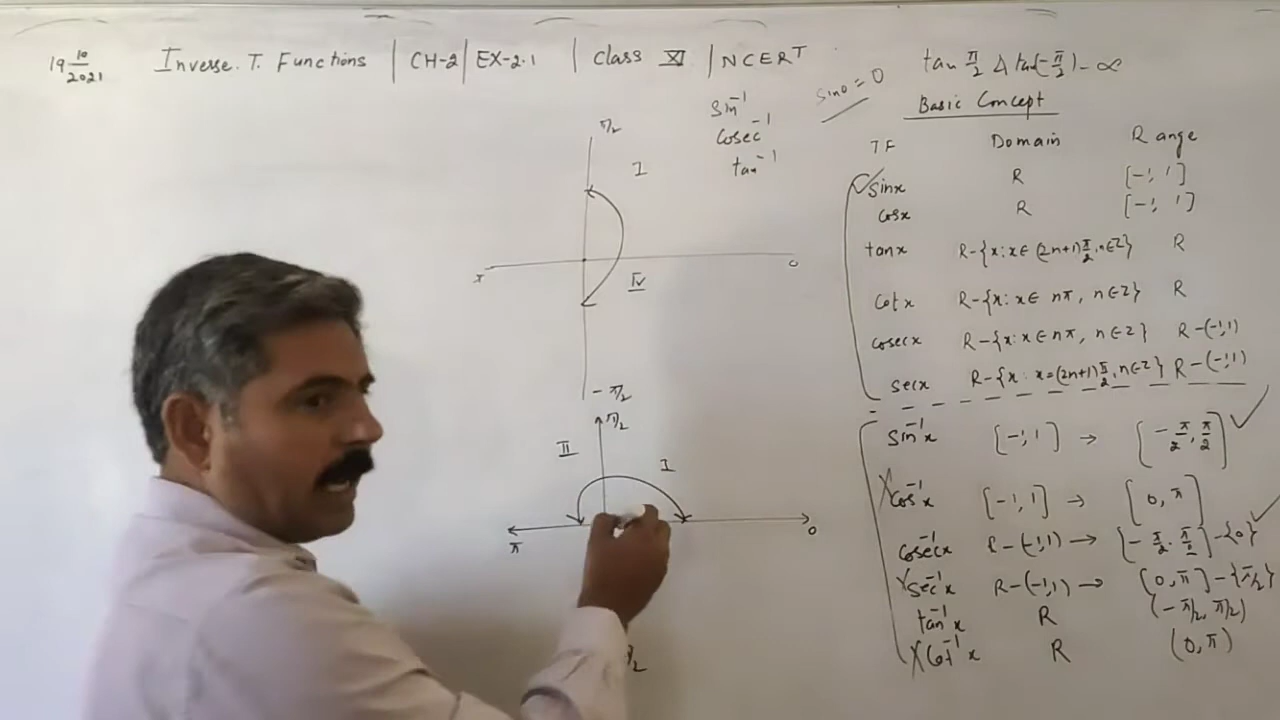 19 10/2021 Inverse. T. Functions | CH-2 | EX-2.1 | Class XI | NCERT
tan π/2 Δ tan(-π/2) - ∝
sin0 = 0
Basic Concept
sin⁻¹
cosec⁻¹
tan⁻¹
π/2
I
π
0
IV
-π/2
π/2
II
I
π
0
π/2
TF Domain Range
sinx R [-1, 1]
cosx R [-1, 1]
tanx R-{x: x∈ (2n+1)π/2, n∈Z} R
cotx R-{x: x∈ nπ, n∈Z} R
cosecx R-{x: x∈nπ, n∈Z} R-(-1,1)
secx R-{x: x=(2n+1)π/2, n∈Z} R-(-1,1)
sin⁻¹x [-1, 1] → [-π/2, π/2]
cos⁻¹x [-1, 1] → [0, π]
cosec⁻¹x R-(-1,1) → [-π/2, π/2]-{0}
sec⁻¹x R-(-1,1) → [0, π]-{π/2}
tan⁻¹x R (-π/2, π/2)
Cot⁻¹x R (0, π)